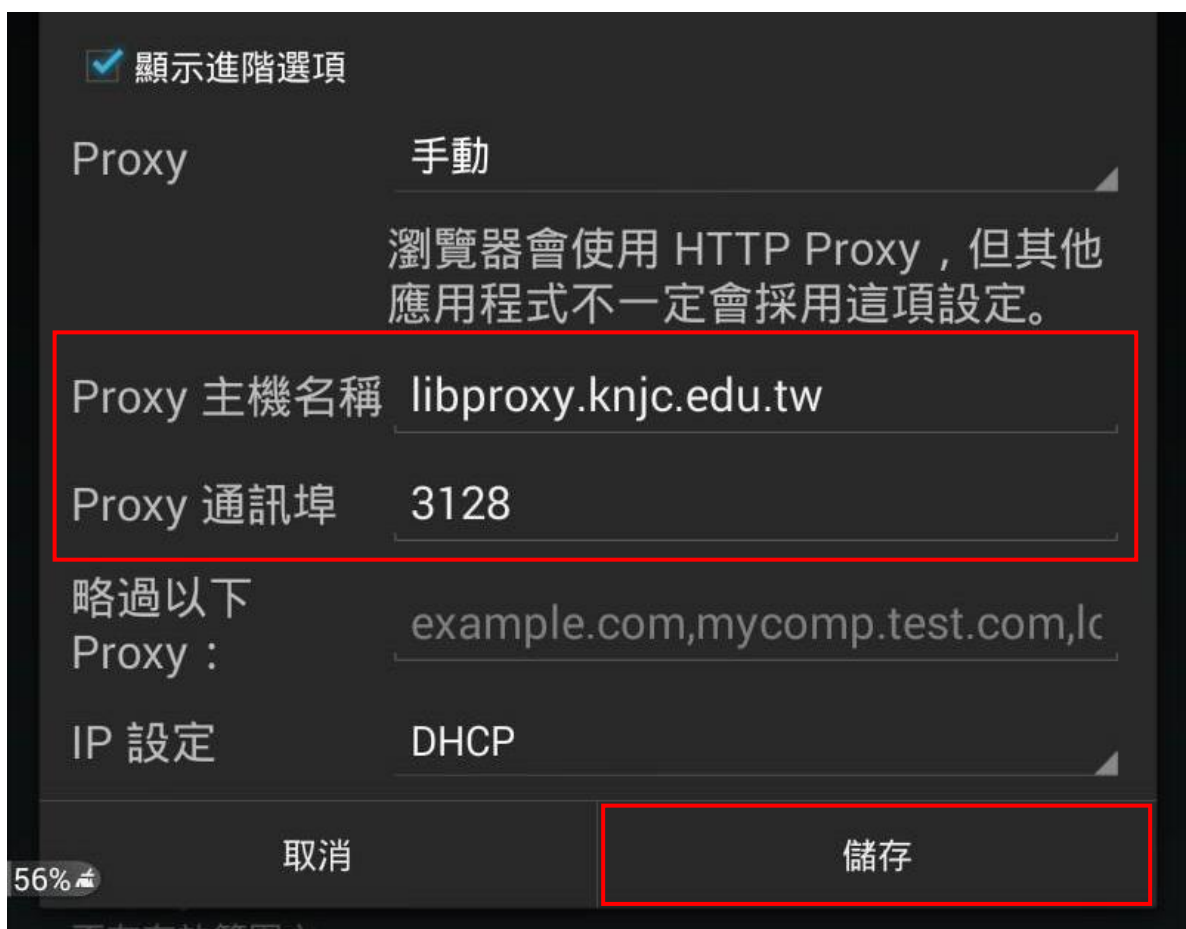 顯示進階選項
Proxy 手動
瀏覽器會使用 HTTP Proxy，但其他
應用程式不一定會採用這項設定。
Proxy 主機名稱 libproxy.knjc.edu.tw
Proxy 通訊埠 3128
略過以下
Proxy： example.com,mycomp.test.com,lc
IP 設定 DHCP
取消 儲存
56%